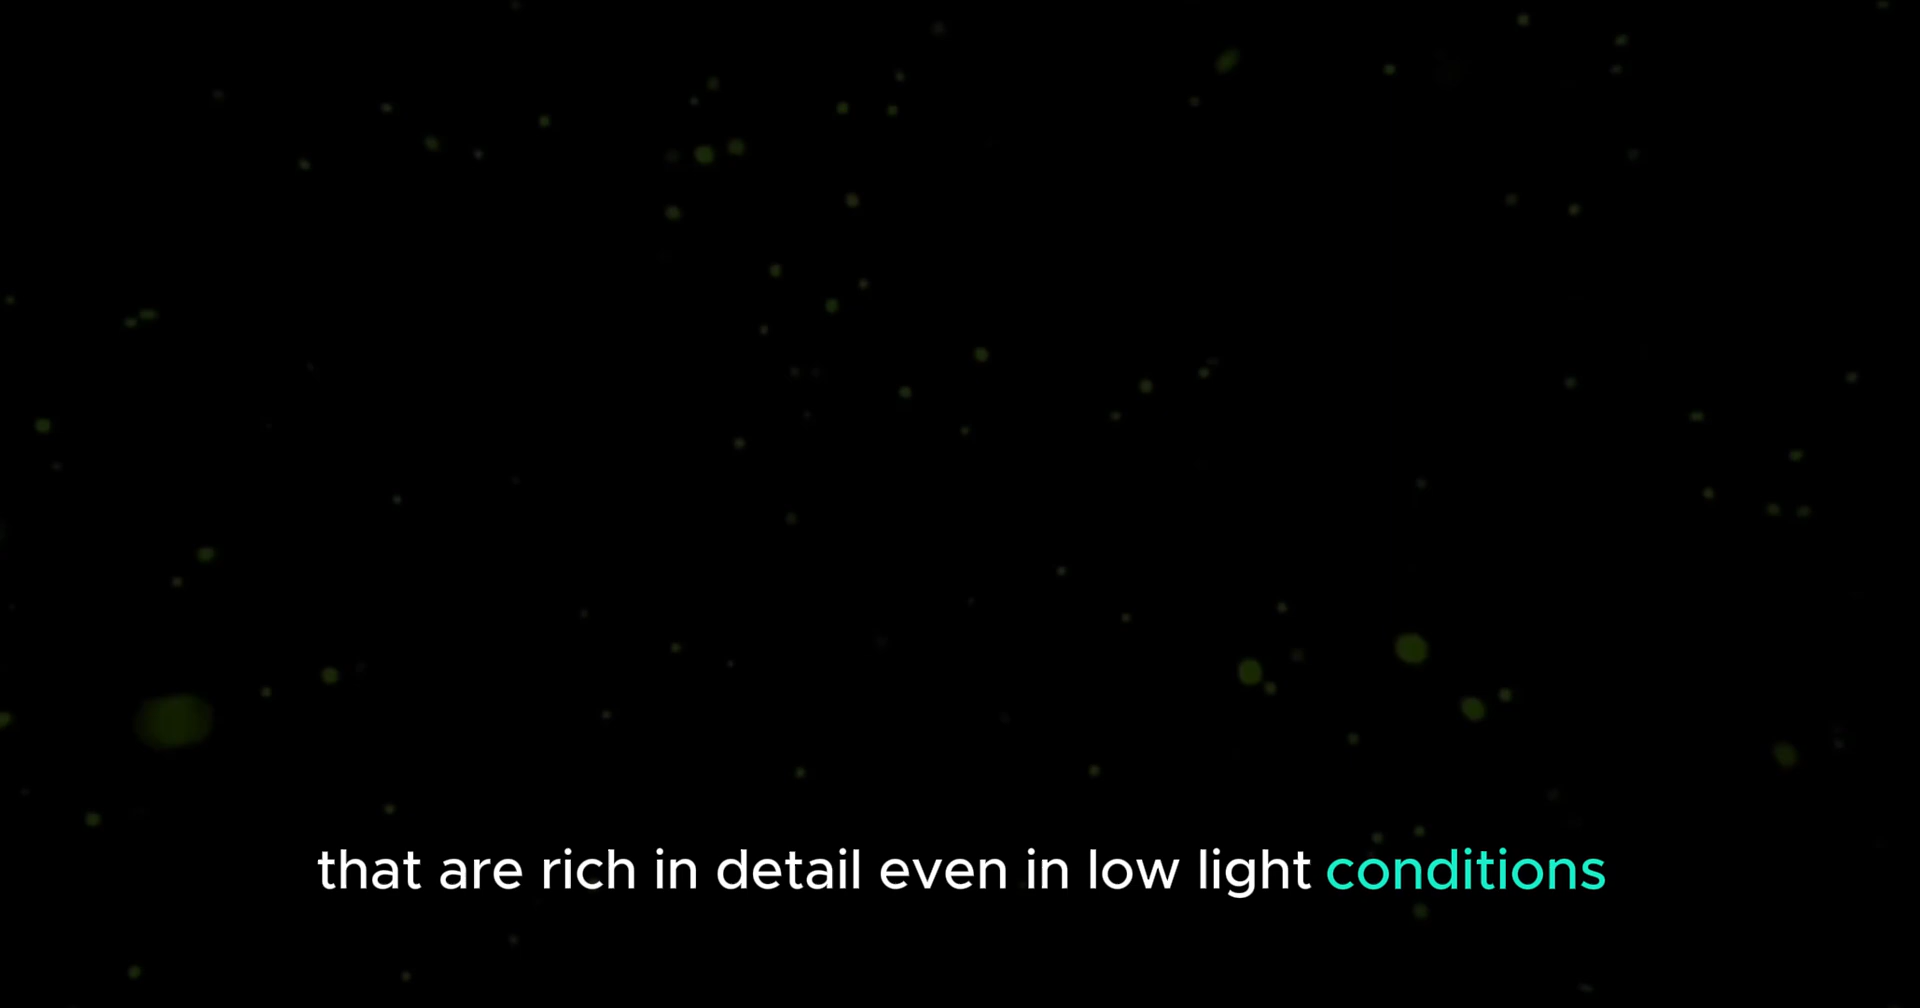 that are rich in detail even in low light conditions